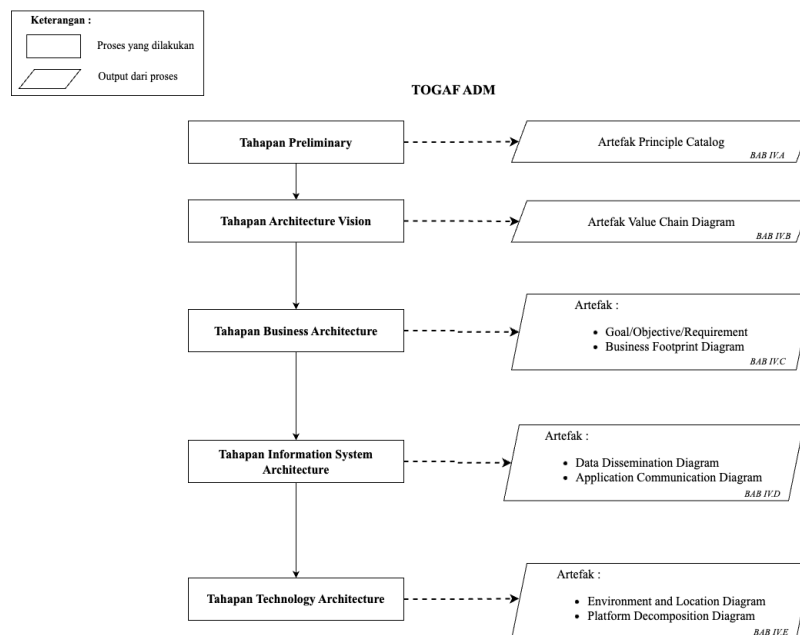 Keterangan :
Proses yang dilakukan
Output dari proses
TOGAF ADM
Tahapan Preliminary
Artefak Principle Catalog
BAB IV.A
Tahapan Architecture Vision
Artefak Value Chain Diagram
BAB IV.B
Tahapan Business Architecture
Artefak :
• Goal/Objective/Requirement
• Business Footprint Diagram
BAB IV.C
Tahapan Information System
Architecture
Artefak :
• Data Dissemination Diagram
• Application Communication Diagram
BAB IV.D
Tahapan Technology Architecture
Artefak :
• Environment and Location Diagram
• Platform Decomposition Diagram
BAB IV.E